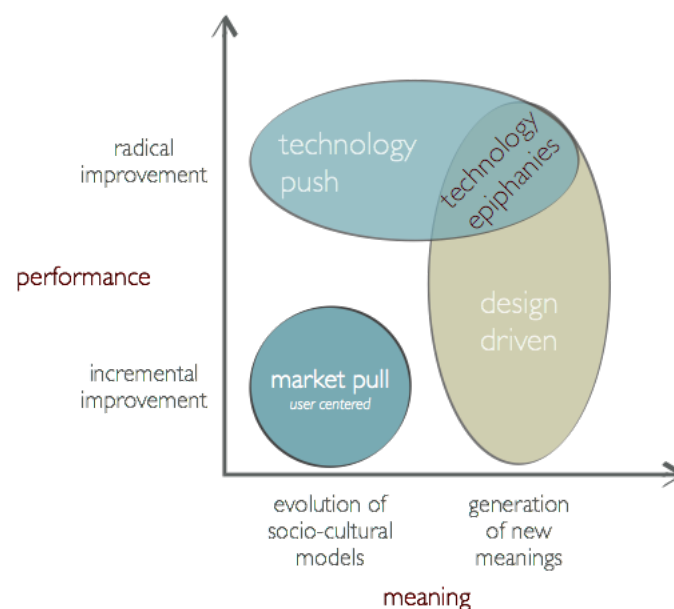 radical
improvement
technology
push
technology
epiphanies
performance
design
driven
incremental
improvement
market pull
user centered
evolution of
socio-cultural
models
generation
of new
meanings
meaning